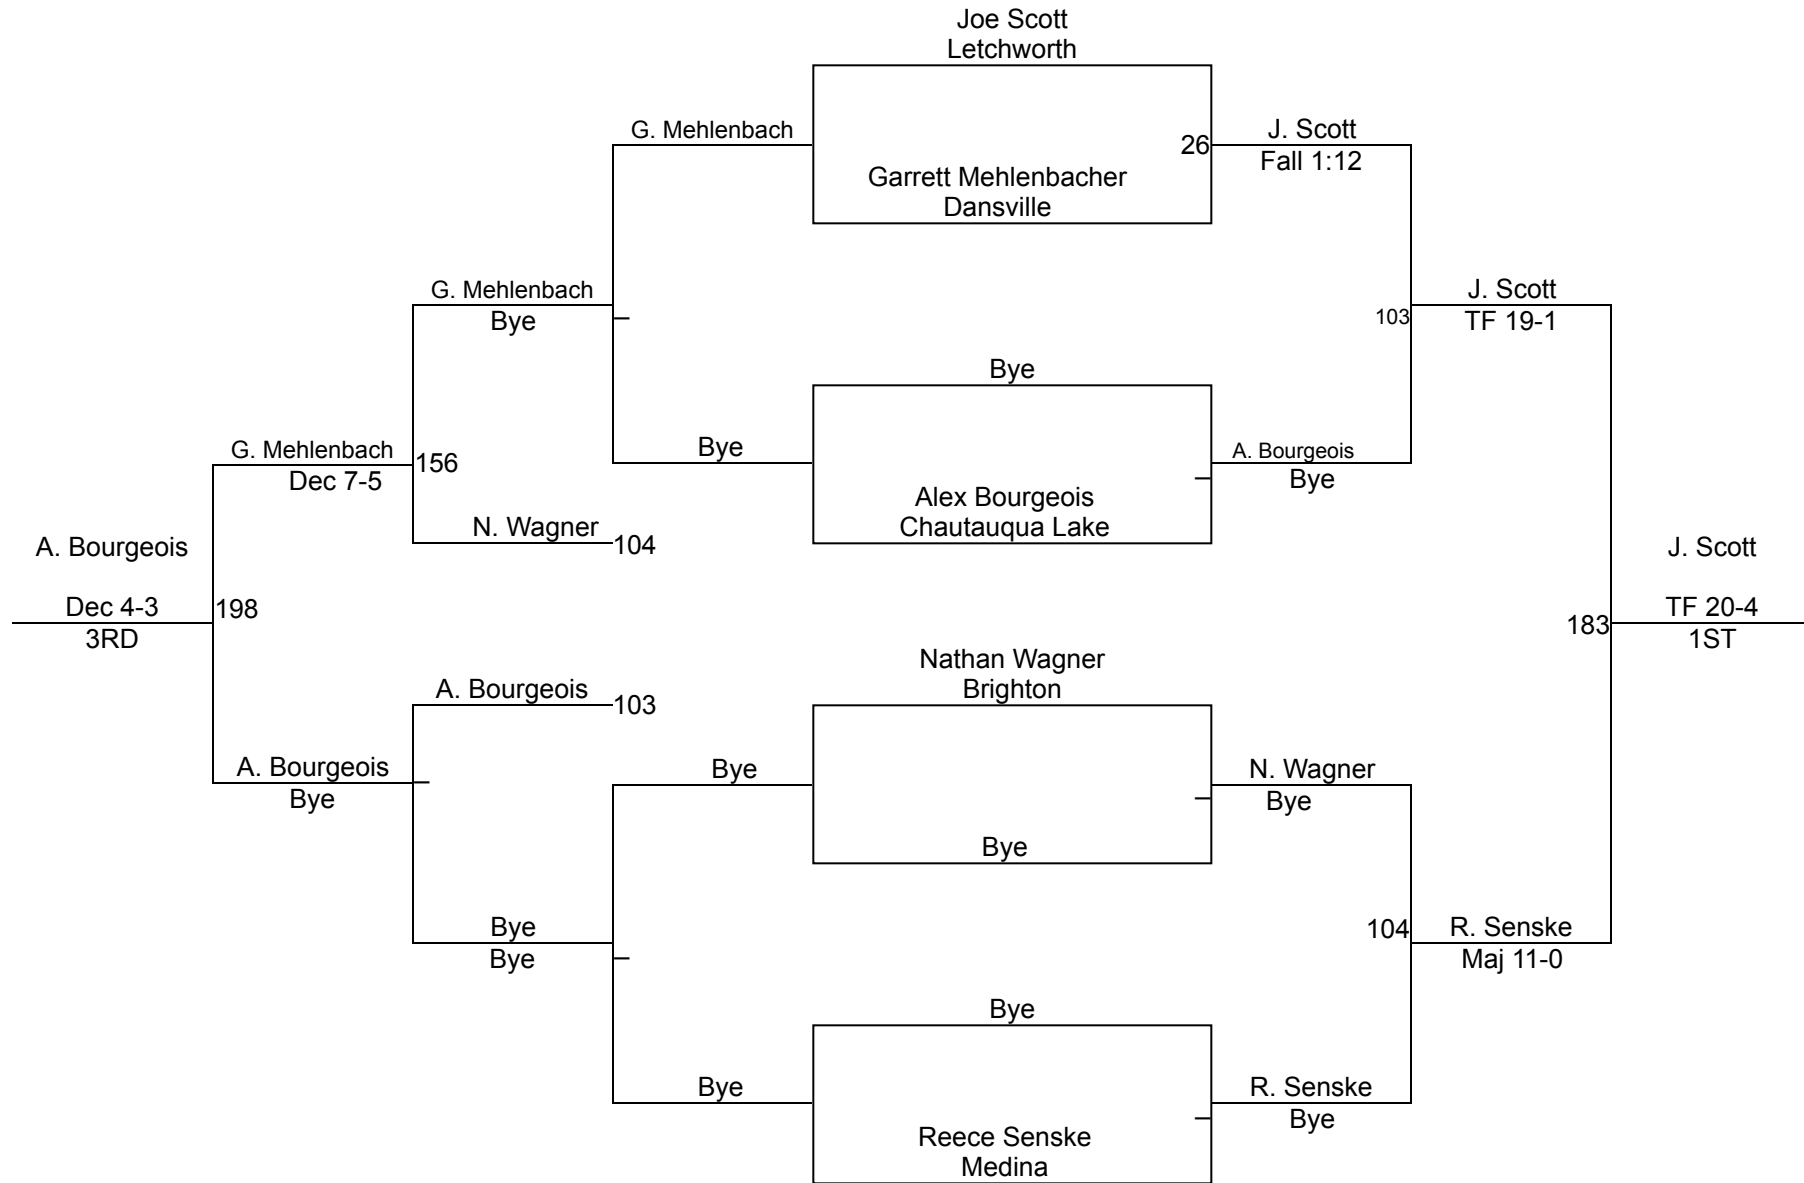 Joe Scott
Letchworth
G. Mehlenbach
26
J. Scott
Fall 1:12
Garrett Mehlenbacher
Dansville
G. Mehlenbach
Bye
103
J. Scott
TF 19-1
Bye
G. Mehlenbach
Dec 7-5
156
Bye
A. Bourgeois
Bye
Alex Bourgeois
Chautauqua Lake
N. Wagner
104
A. Bourgeois
Dec 4-3
3RD
198
J. Scott
TF 20-4
1ST
183
Nathan Wagner
Brighton
A. Bourgeois
103
A. Bourgeois
Bye
Bye
N. Wagner
Bye
Bye
Bye
Bye
104
R. Senske
Maj 11-0
Bye
Bye
R. Senske
Bye
Reece Senske
Medina